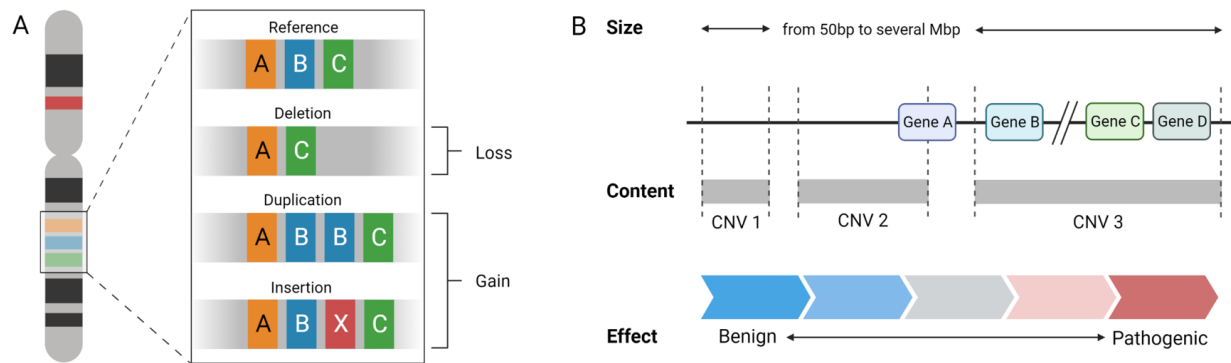 A
Reference
A B C
Deletion
A C
Loss
Duplication
A B B C
Gain
Insertion
A B X C
B
Size
from 50bp to several Mbp
Gene A
Gene B
Gene C
Gene D
Content
CNV 1
CNV 2
CNV 3
Effect
Benign
Pathogenic